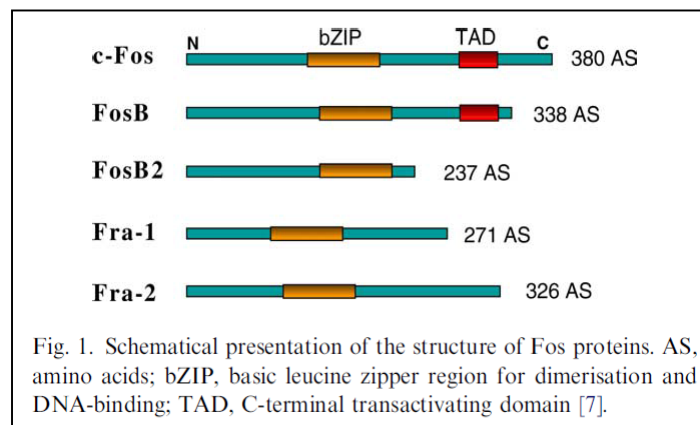 N bZIP TAD C
c-Fos 380 AS
FosB 338 AS
FosB2 237 AS
Fra-1 271 AS
Fra-2 326 AS
Fig. 1. Schematical presentation of the structure of Fos proteins. AS,
amino acids; bZIP, basic leucine zipper region for dimerisation and
DNA-binding; TAD, C-terminal transactivating domain [7].